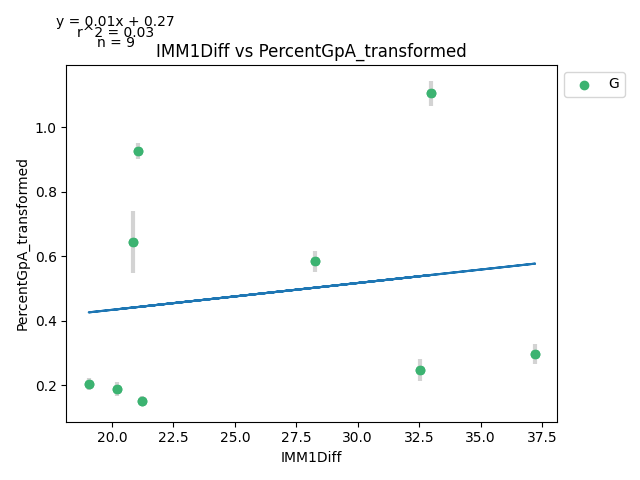 y = 0.01x + 0.27
r^2 = 0.03
n = 9
IMM1Diff vs PercentGpA_transformed
G
PercentGpA_transformed
1.0
0.8
0.6
0.4
0.2
20.0 22.5 25.0 27.5 30.0 32.5 35.0 37.5
IMM1Diff